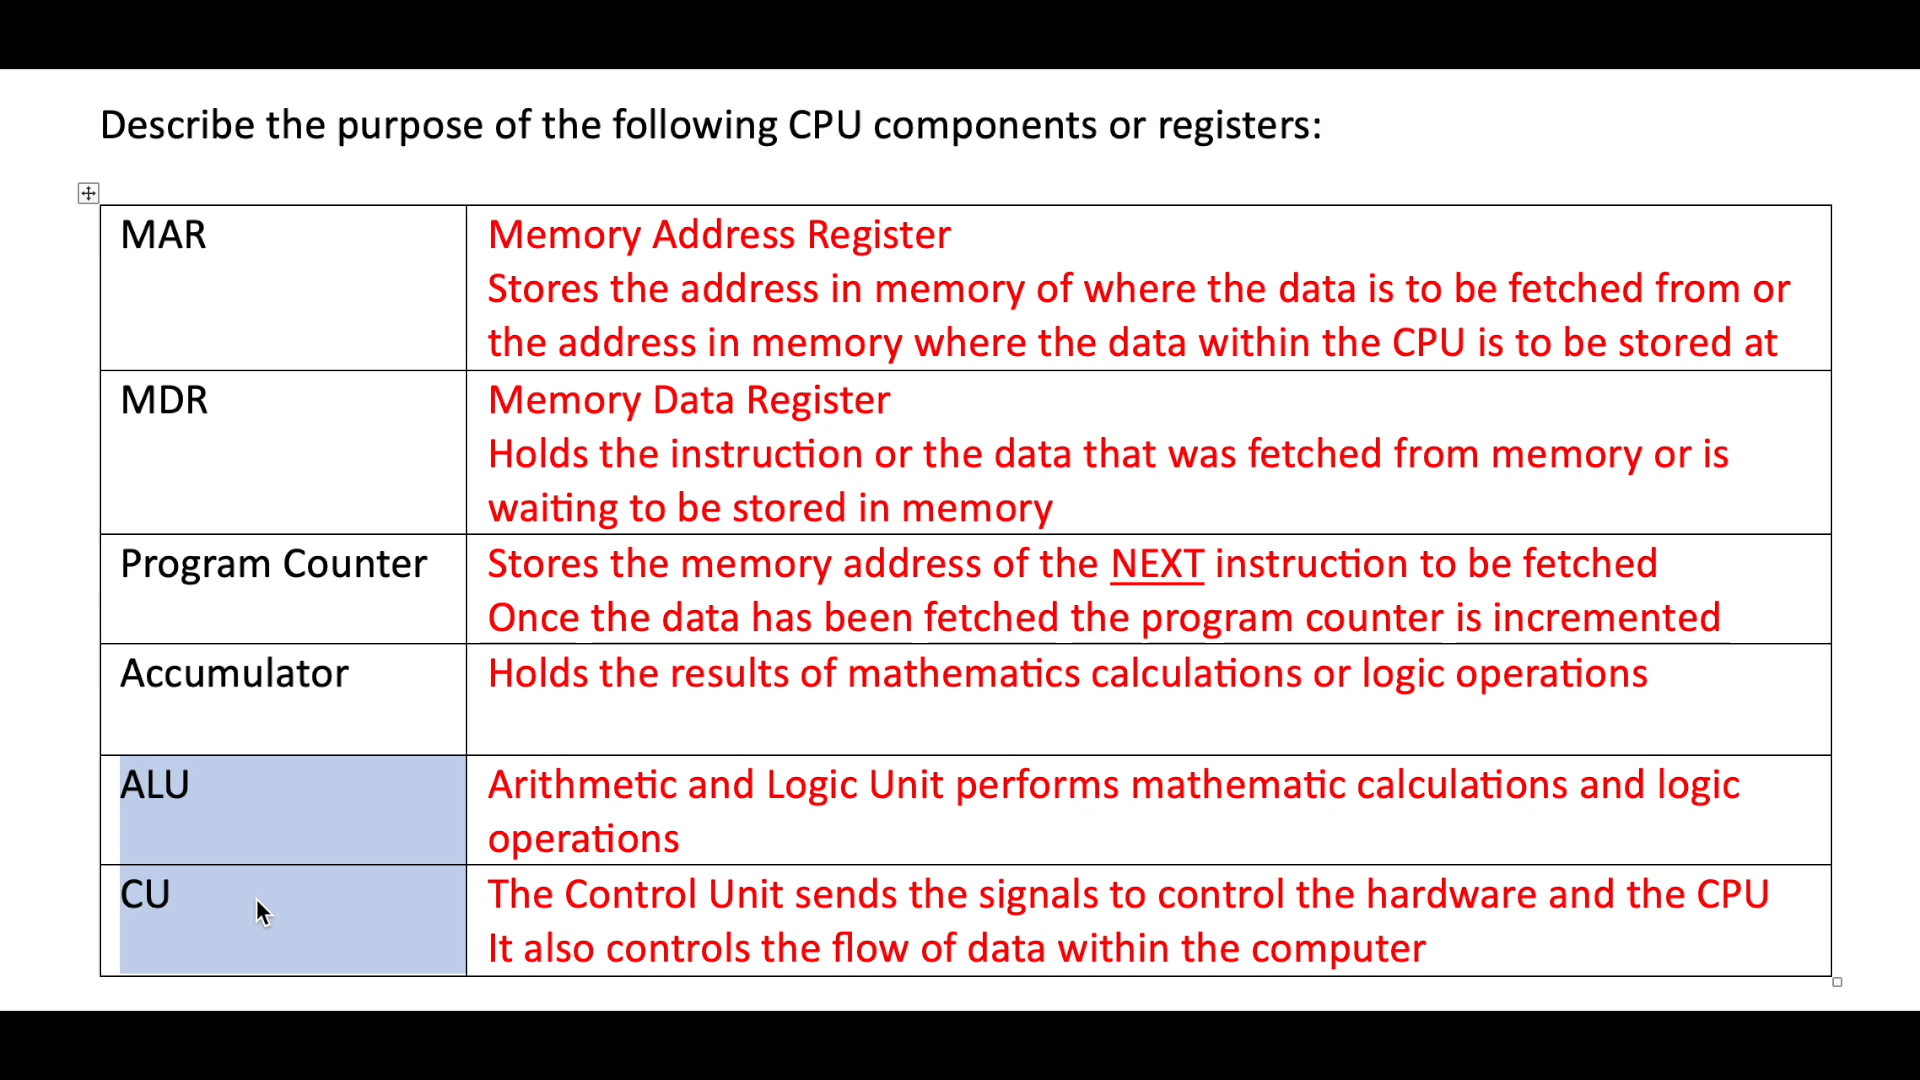 Describe the purpose of the following CPU components or registers:
MAR
Memory Address Register
Stores the address in memory of where the data is to be fetched from or
the address in memory where the data within the CPU is to be stored at
MDR
Memory Data Register
Holds the instruction or the data that was fetched from memory or is
waiting to be stored in memory
Program Counter
Stores the memory address of the NEXT instruction to be fetched
Once the data has been fetched the program counter is incremented
Accumulator
Holds the results of mathematics calculations or logic operations
ALU
Arithmetic and Logic Unit performs mathematic calculations and logic
operations
CU
The Control Unit sends the signals to control the hardware and the CPU
It also controls the flow of data within the computer